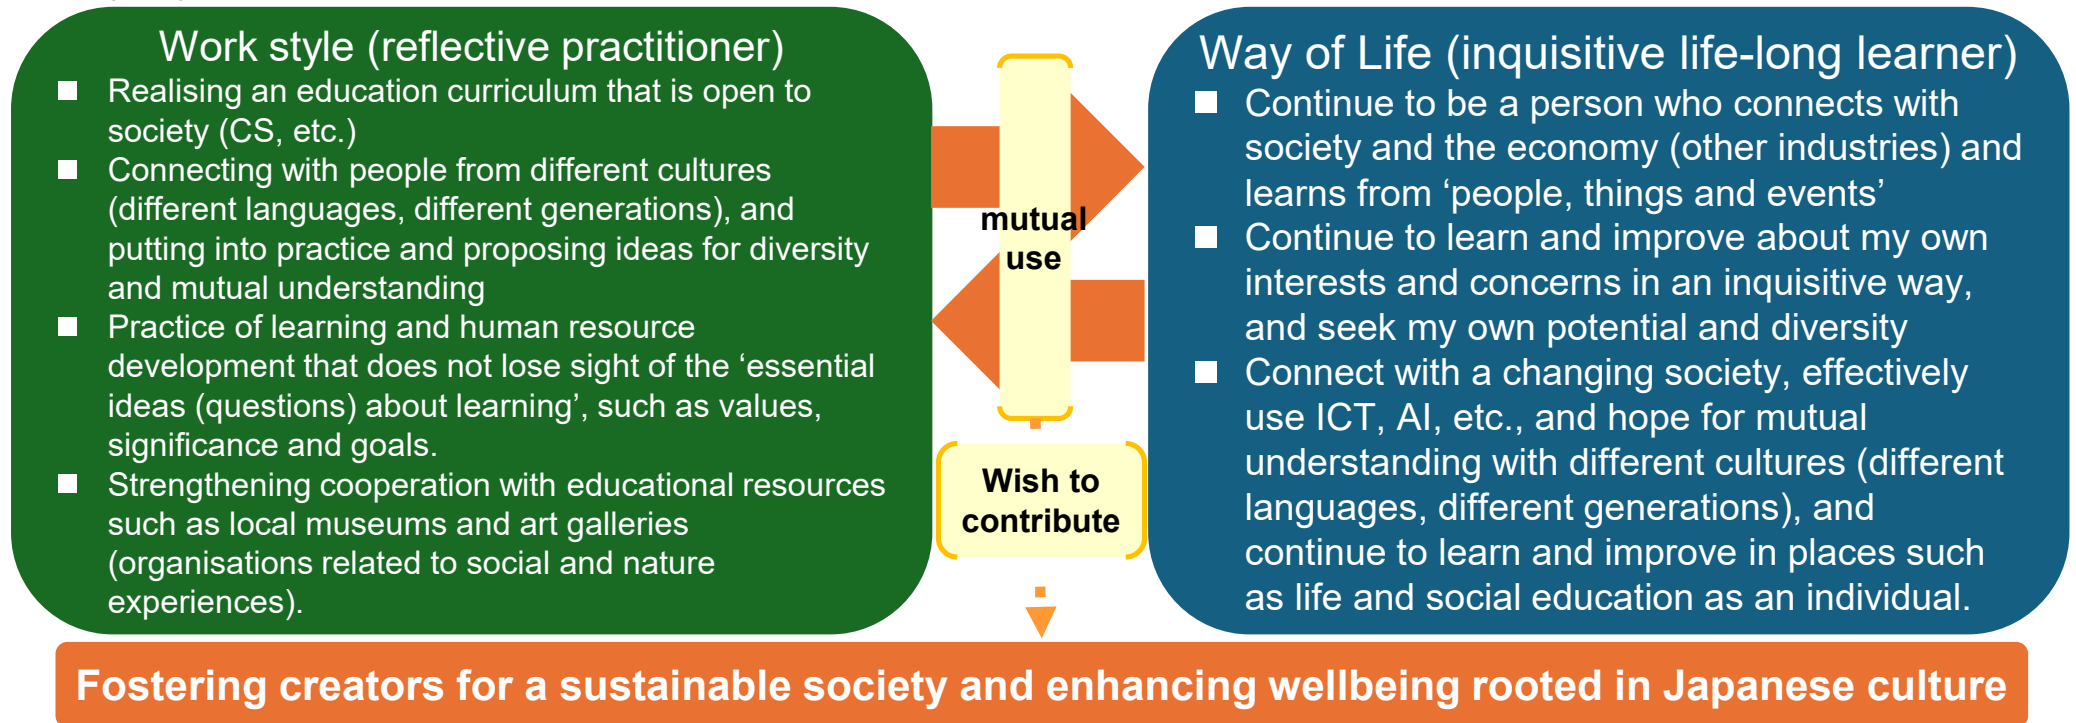 Work style (reflective practitioner)
■ Realising an education curriculum that is open to
society (CS, etc.)
■ Connecting with people from different cultures
(different languages, different generations), and
putting into practice and proposing ideas for diversity
and mutual understanding
■ Practice of learning and human resource
development that does not lose sight of the ‘essential
ideas (questions) about learning’, such as values,
significance and goals.
■ Strengthening cooperation with educational resources
such as local museums and art galleries
(organisations related to social and nature
experiences).
mutual
use
Wish to
contribute
Way of Life (inquisitive life-long learner)
■ Continue to be a person who connects with
society and the economy (other industries) and
learns from ‘people, things and events’
■ Continue to learn and improve about my own
interests and concerns in an inquisitive way,
and seek my own potential and diversity
■ Connect with a changing society, effectively
use ICT, AI, etc., and hope for mutual
understanding with different cultures (different
languages, different generations), and
continue to learn and improve in places such
as life and social education as an individual.
Fostering creators for a sustainable society and enhancing wellbeing rooted in Japanese culture